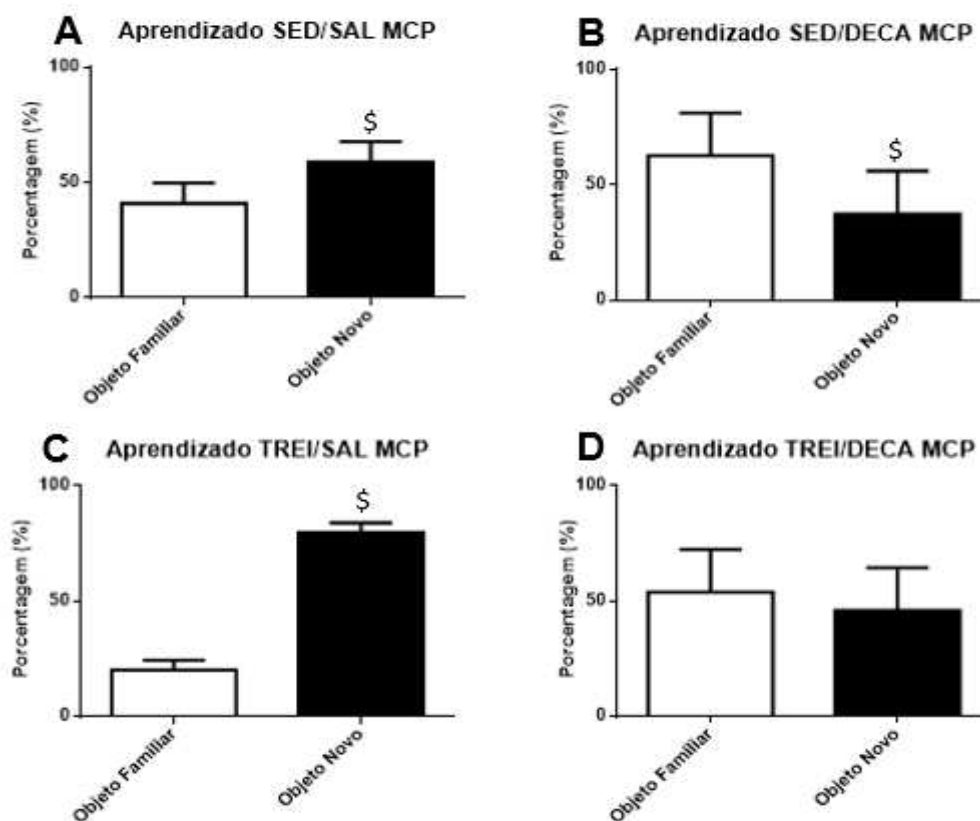 A Aprendizado SED/SAL MCP
Porcentagem (%)
100
50
0
$
Objeto Familiar
Objeto Novo
B Aprendizado SED/DECA MCP
Porcentagem (%)
100
50
0
$
Objeto Familiar
Objeto Novo
C Aprendizado TREI/SAL MCP
Porcentagem (%)
100
50
0
$
Objeto Familiar
Objeto Novo
D Aprendizado TREI/DECA MCP
Porcentagem (%)
100
50
0
Objeto Familiar
Objeto Novo